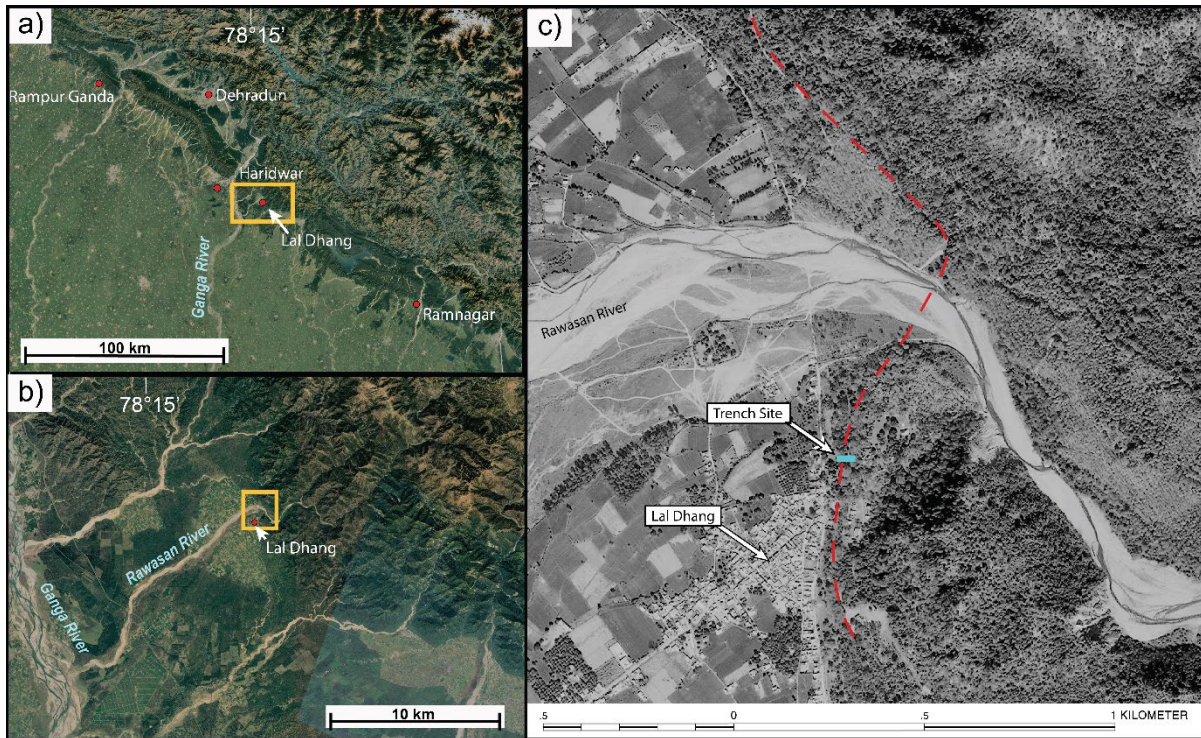 a)
78°15'
Rampur Ganda
Dehradun
Haridwar
Lal Dhang
Ganga River
Ramnagar
100 km
b)
78°15'
Rawasan River
Lal Dhang
Ganga River
10 km
c)
Rawasan River
Trench Site
Lal Dhang
.5 0 .5 1 KILOMETER